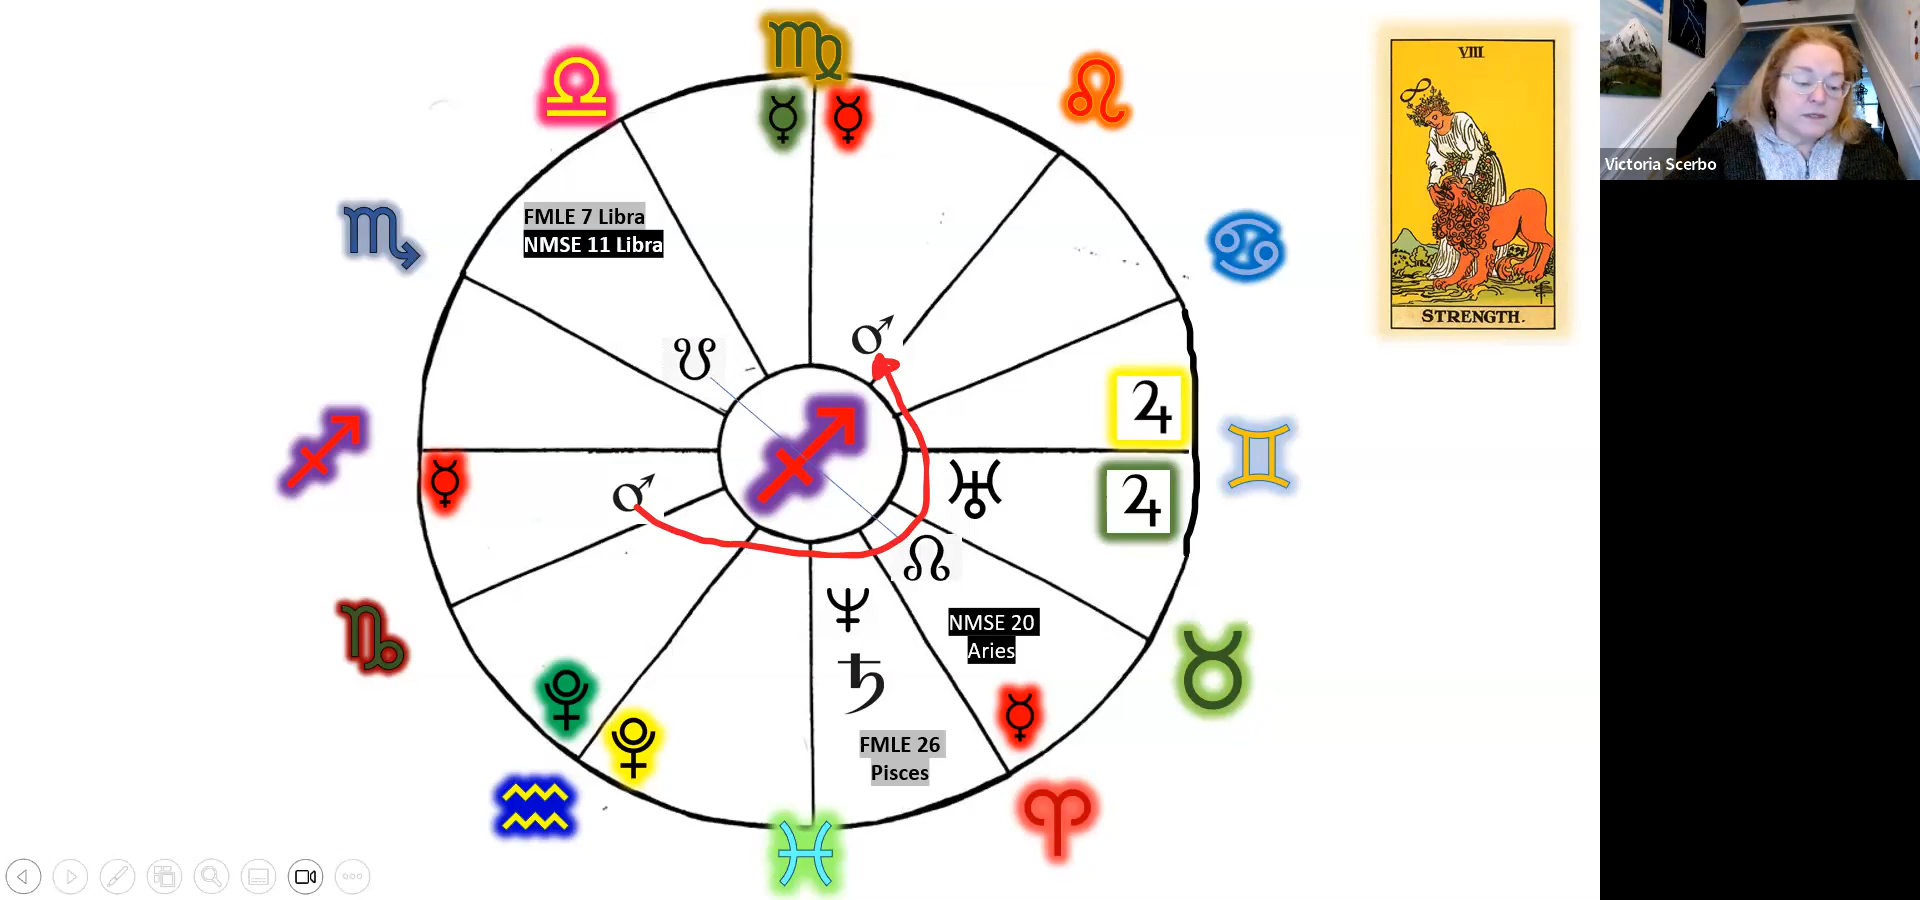 VIII
STRENGTH.
Victoria Scerbo
FMLE 7 Libra
NMSE 11 Libra
NMSE 20
Aries
FMLE 26
Pisces